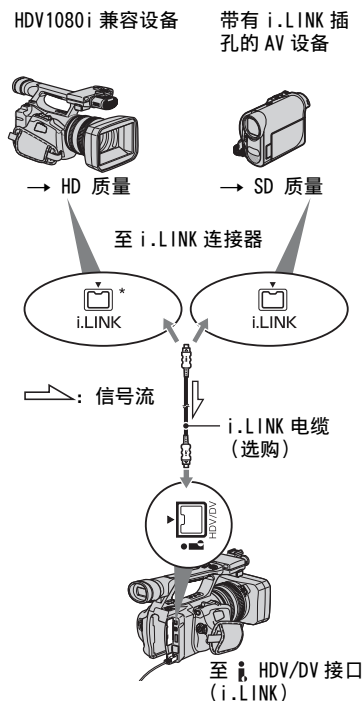 HDV1080i 兼容设备
带有 i.LINK 插
孔的 AV 设备
→ HD 质量
→ SD 质量
至 i.LINK 连接器
*
i.LINK
i.LINK
：信号流
i.LINK 电缆
（选购）
HDV/DV
至 HDV/DV 接口
(i.LINK)